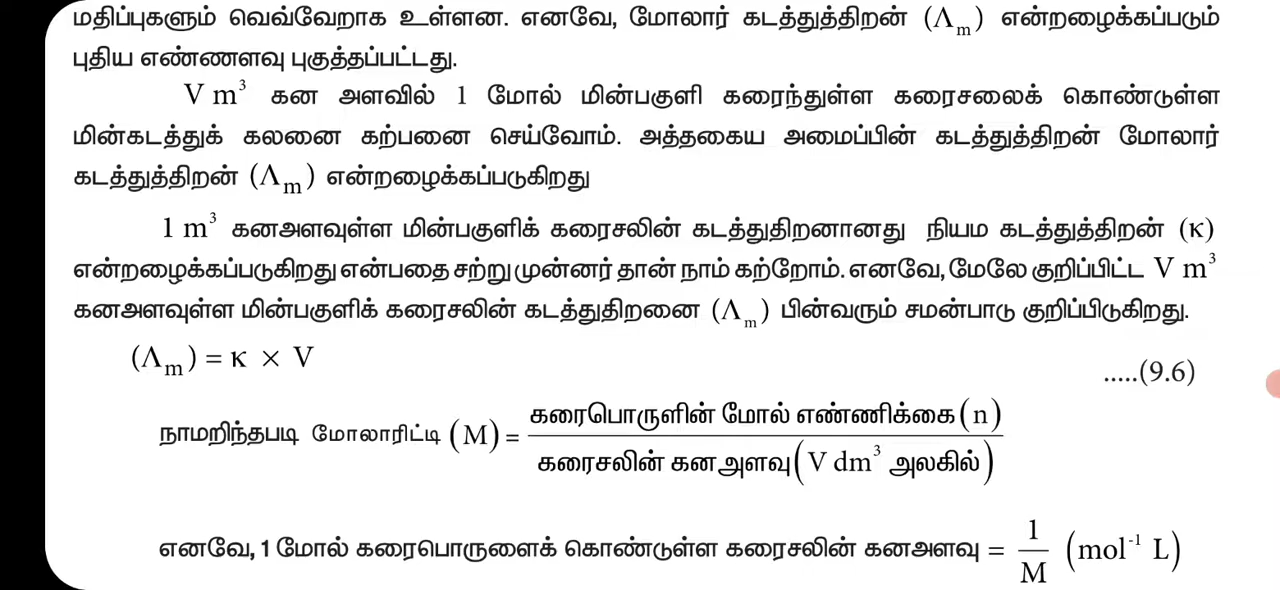 மதிப்புகளும் வெவ்வேறாக உள்ளன. எனவே, மோலார் கடத்துத்திறன் (Λm) என்றழைக்கப்படும்
புதிய எண்ணளவு புகுத்தப்பட்டது.
V m³ கன அளவில் 1 மோல் மின்பகுளி கரைந்துள்ள கரைசலைக் கொண்டுள்ள
மின்கடத்துக் கலனை கற்பனை செய்வோம். அத்தகைய அமைப்பின் கடத்துத்திறன் மோலார்
கடத்துத்திறன் (Λm) என்றழைக்கப்படுகிறது
1 m³ கனஅளவுள்ள மின்பகுளிக் கரைசலின் கடத்துதிறனானது நியம கடத்துத்திறன் (κ)
என்றழைக்கப்படுகிறது என்பதை சற்று முன்னர் தான் நாம் கற்றோம். எனவே, மேலே குறிப்பிட்ட V m³
கனஅளவுள்ள மின்பகுளிக் கரைசலின் கடத்துதிறனை (Λm) பின்வரும் சமன்பாடு குறிப்பிடுகிறது.
(Λm) = κ × V .....(9.6)
நாமறிந்தபடி மோலாரிட்டி (M) = கரைபொருளின் மோல் எண்ணிக்கை (n)
கரைசலின் கனஅளவு (V dm³ அலகில்)
எனவே, 1 மோல் கரைபொருளைக் கொண்டுள்ள கரைசலின் கனஅளவு = 1/M (mol⁻¹ L)